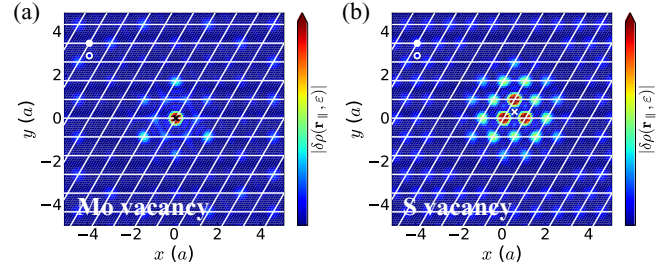 (a)
(b)
4
2
0
−2
−4
y (a)
Mo vacancy
−4 −2 0 2 4
x (a)
|δρ(r∥, ε)|
4
2
0
−2
−4
y (a)
S vacancy
−4 −2 0 2 4
x (a)
|δρ(r∥, ε)|